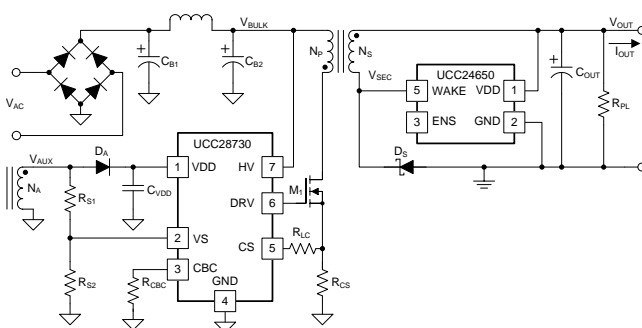 V_BULK
V_OUT
I_OUT
+
C_B1
+
C_B2
N_P
N_S
V_SEC
UCC24650
5 WAKE VDD 1
3 ENS GND 2
+
C_OUT
R_PL
V_AC
UCC28730
D_S
V_AUX
D_A
1 VDD HV 7
N_A
C_VDD
M_1
R_S1
DRV 6
2 VS
R_LC
CS 5
3 CBC
R_S2
R_CBC
GND
4
R_CS